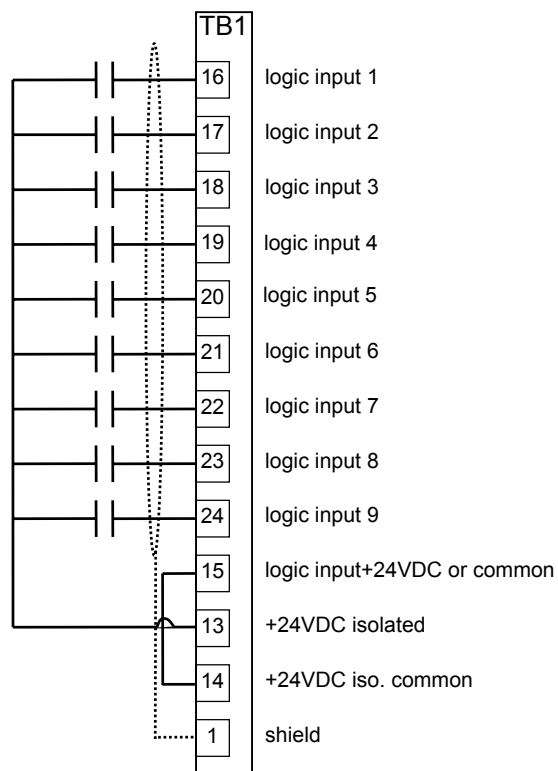 TB1
16 logic input 1
17 logic input 2
18 logic input 3
19 logic input 4
20 logic input 5
21 logic input 6
22 logic input 7
23 logic input 8
24 logic input 9
15 logic input+24VDC or common
13 +24VDC isolated
14 +24VDC iso. common
1 shield